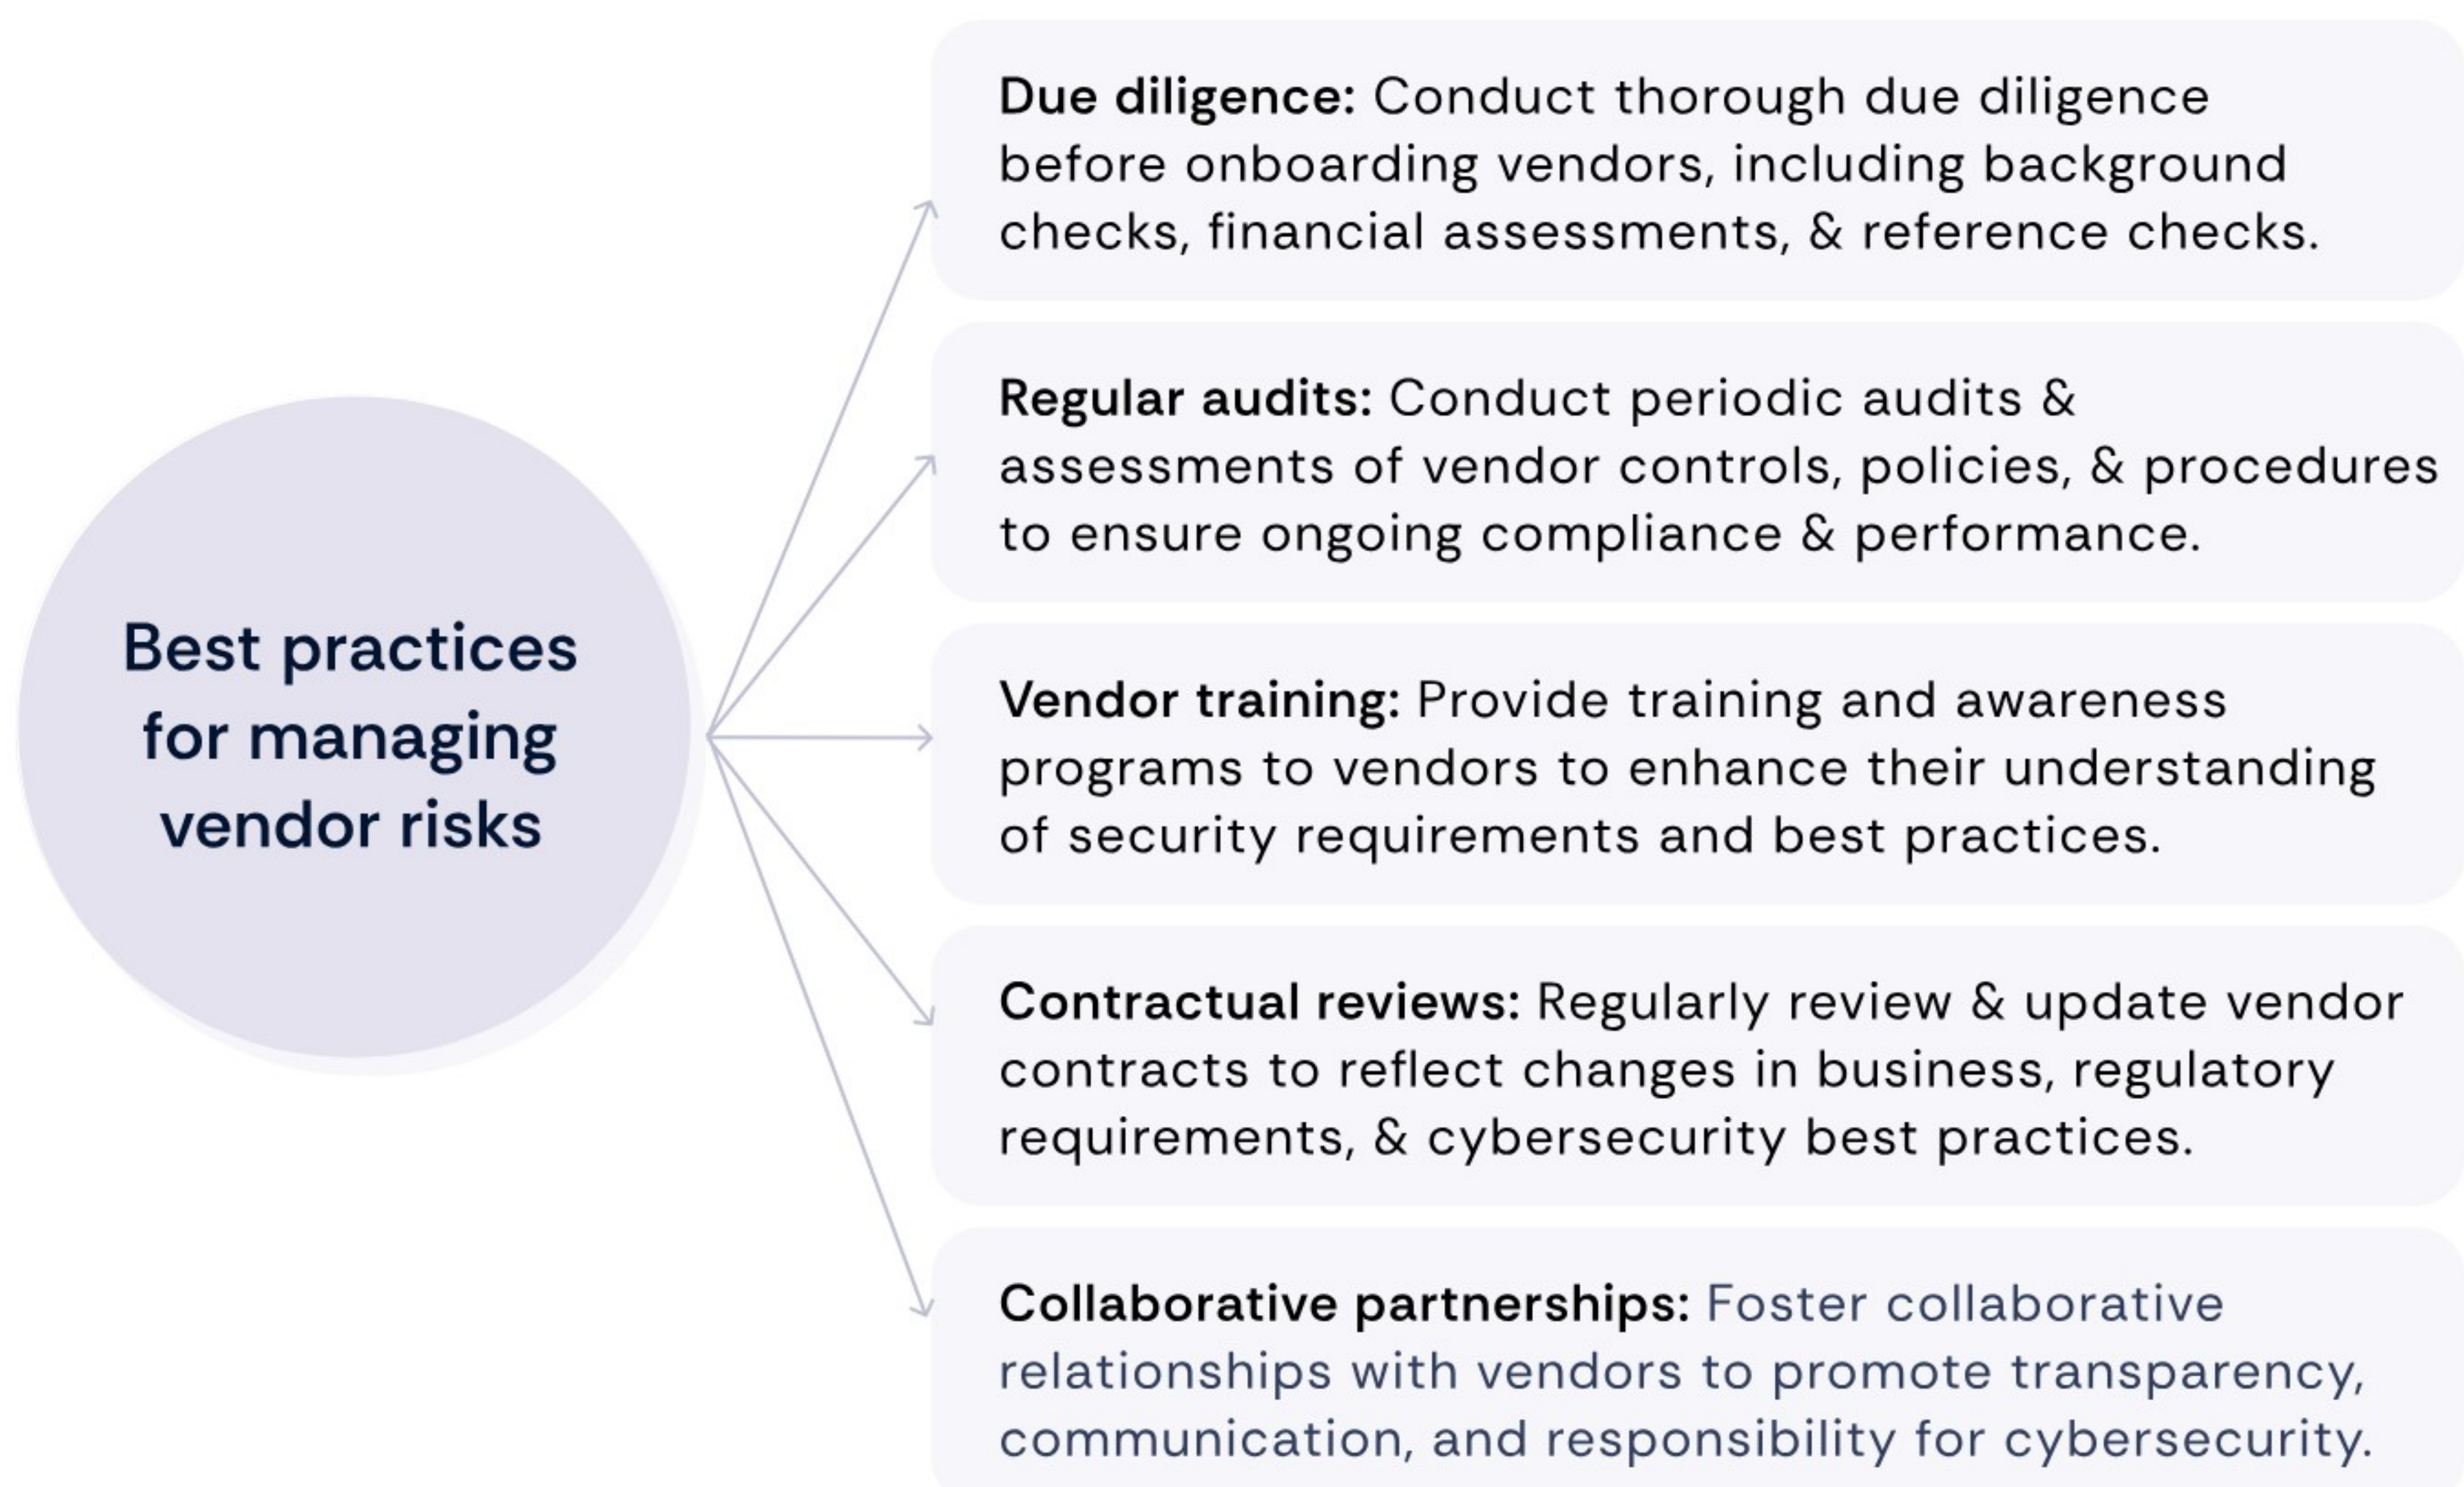 Best practices
for managing
vendor risks
Due diligence: Conduct thorough due diligence
before onboarding vendors, including background
checks, financial assessments, & reference checks.
Regular audits: Conduct periodic audits &
assessments of vendor controls, policies, & procedures
to ensure ongoing compliance & performance.
Vendor training: Provide training and awareness
programs to vendors to enhance their understanding
of security requirements and best practices.
Contractual reviews: Regularly review & update vendor
contracts to reflect changes in business, regulatory
requirements, & cybersecurity best practices.
Collaborative partnerships: Foster collaborative
relationships with vendors to promote transparency,
communication, and responsibility for cybersecurity.